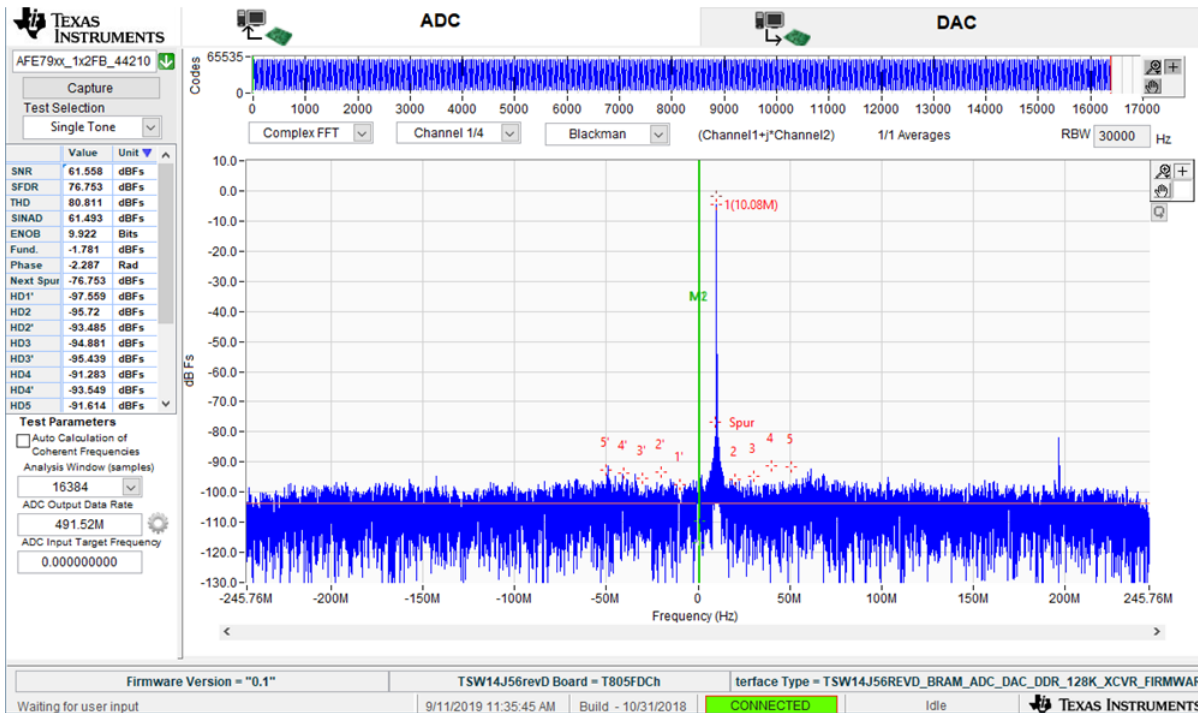 TEXAS INSTRUMENTS
ADC
DAC
AFE79xx_1x2FB_44210
Capture
Test Selection
Single Tone
Codes
65535
0
0 1000 2000 3000 4000 5000 6000 7000 8000 9000 10000 11000 12000 13000 14000 15000 16000 17000
Complex FFT
Channel 1/4
Blackman
(Channel1+j*Channel2)
1/1 Averages
RBW 30000 Hz
Value Unit
SNR 61.558 dBFs
SFDR 76.753 dBFs
THD 80.811 dBFs
SINAD 61.493 dBFs
ENOB 9.922 Bits
Fund. -1.781 dBFs
Phase -2.287 Rad
Next Spur -76.753 dBFs
HD1' -97.559 dBFs
HD2 -95.72 dBFs
HD2' -93.485 dBFs
HD3 -94.881 dBFs
HD3' -95.439 dBFs
HD4 -91.283 dBFs
HD4' -93.549 dBFs
HD5 -91.614 dBFs
Test Parameters
Auto Calculation of
Coherent Frequencies
Analysis Window (samples)
16384
ADC Output Data Rate
491.52M
ADC Input Target Frequency
0.000000000
dBFs
10.0
0.0
-10.0
-20.0
-30.0
-40.0
-50.0
-60.0
-70.0
-80.0
-90.0
-100.0
-110.0
-120.0
-130.0
1(10.08M)
Spur
5' 4' 3' 2' 1' 2 3 4 5
-245.76M -200M -150M -100M -50M 0 50M 100M 150M 200M 245.76M
Frequency (Hz)
Firmware Version = "0.1"
TSW14J56revD Board = T805FDCh
terface Type = TSW14J56REVD_BRAM_ADC_DAC_DDR_128K_XCVR_FIRMWAR
Waiting for user input
9/11/2019 11:35:45 AM
Build - 10/31/2018
CONNECTED
Idle
TEXAS INSTRUMENTS